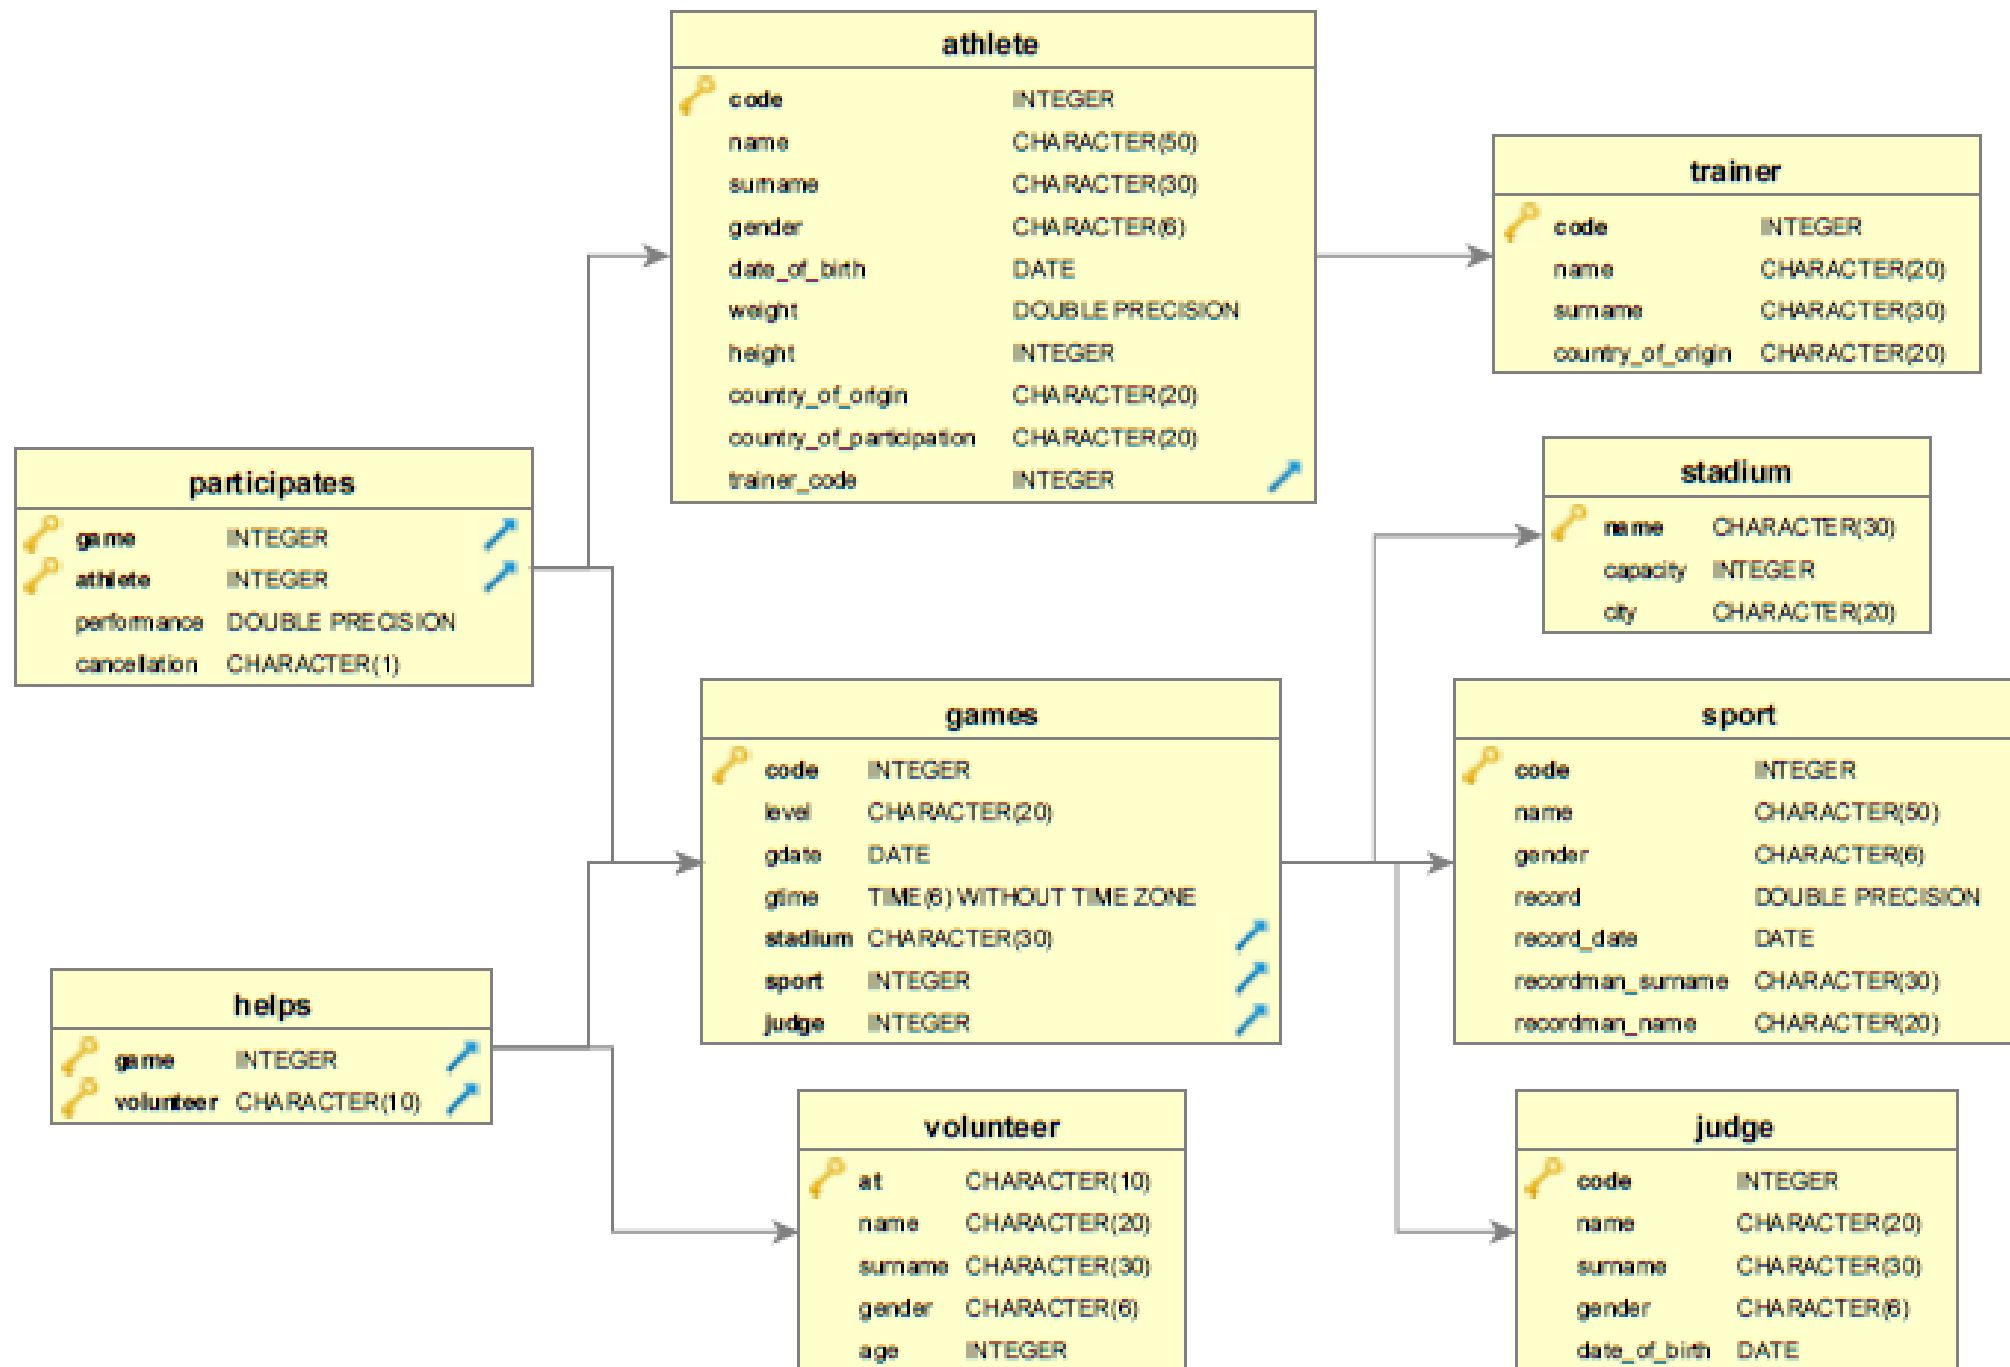 athlete
code INTEGER
name CHARACTER(50)
surname CHARACTER(30)
gender CHARACTER(6)
date_of_birth DATE
weight DOUBLE PRECISION
height INTEGER
country_of_origin CHARACTER(20)
country_of_participation CHARACTER(20)
trainer_code INTEGER
trainer
code INTEGER
name CHARACTER(20)
surname CHARACTER(30)
country_of_origin CHARACTER(20)
participates
game INTEGER
athlete INTEGER
performance DOUBLE PRECISION
cancellation CHARACTER(1)
stadium
name CHARACTER(30)
capacity INTEGER
city CHARACTER(20)
games
code INTEGER
level CHARACTER(20)
gdate DATE
gtime TIME(6) WITHOUT TIME ZONE
stadium CHARACTER(30)
sport INTEGER
judge INTEGER
sport
code INTEGER
name CHARACTER(50)
gender CHARACTER(6)
record DOUBLE PRECISION
record_date DATE
recordman_surname CHARACTER(30)
recordman_name CHARACTER(20)
helps
game INTEGER
volunteer CHARACTER(10)
volunteer
at CHARACTER(10)
name CHARACTER(20)
surname CHARACTER(30)
gender CHARACTER(6)
age INTEGER
judge
code INTEGER
name CHARACTER(20)
surname CHARACTER(30)
gender CHARACTER(6)
date_of_birth DATE